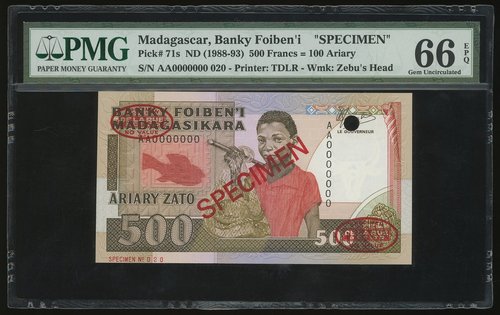 PMG
PAPER MONEY GUARANTY
Madagascar, Banky Foiben'i "SPECIMEN"
Pick# 71s ND (1988-93) 500 Francs = 100 Ariary
S/N AA0000000 020 - Printer: TDLR - Wmk: Zebu's Head
66 EPQ
Gem Uncirculated
BANKY FOIBEN'I
MADAGASIKARA
AA0000000
NO VALUE
LE GOUVERNEUR
AA0000000
SPECIMEN
ARIARY ZATO
500
500
SPECIMEN Nº 020